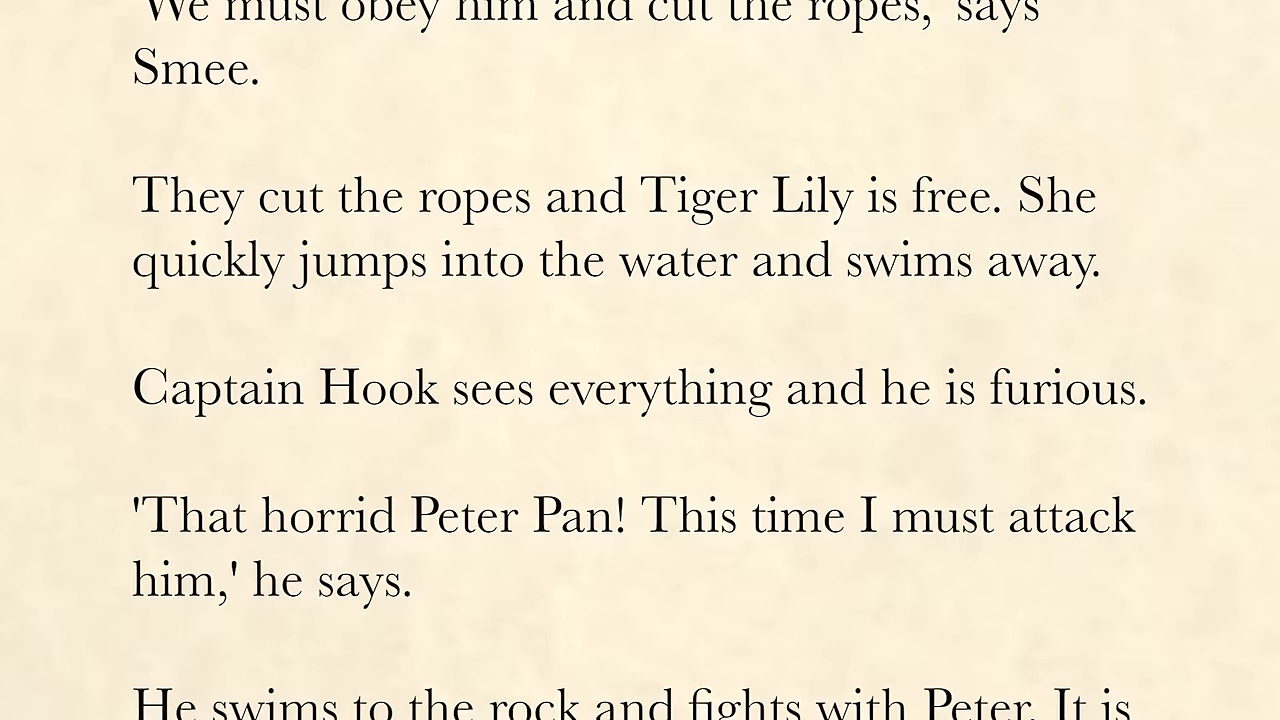 'We must obey him and cut the ropes,' says
Smee.
They cut the ropes and Tiger Lily is free. She
quickly jumps into the water and swims away.
Captain Hook sees everything and he is furious.
'That horrid Peter Pan! This time I must attack
him,' he says.
He swims to the rock and fights with Peter. It is